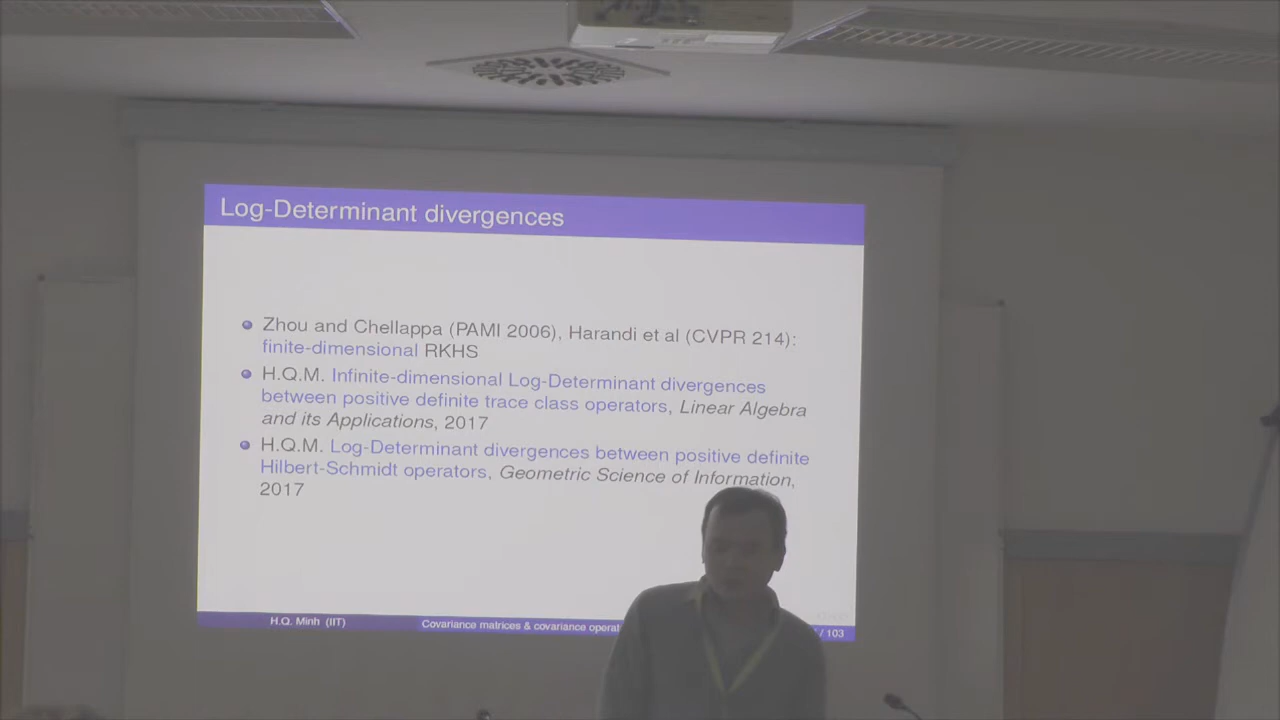 Log-Determinant divergences
Zhou and Chellappa (PAMI 2006), Harandi et al (CVPR 214):
finite-dimensional RKHS
H.Q.M. Infinite-dimensional Log-Determinant divergences
between positive definite trace class operators, Linear Algebra
and its Applications, 2017
H.Q.M. Log-Determinant divergences between positive definite
Hilbert-Schmidt operators, Geometric Science of Information,
2017
H.Q. Minh (IIT)
Covariance matrices & covariance operat
/ 103